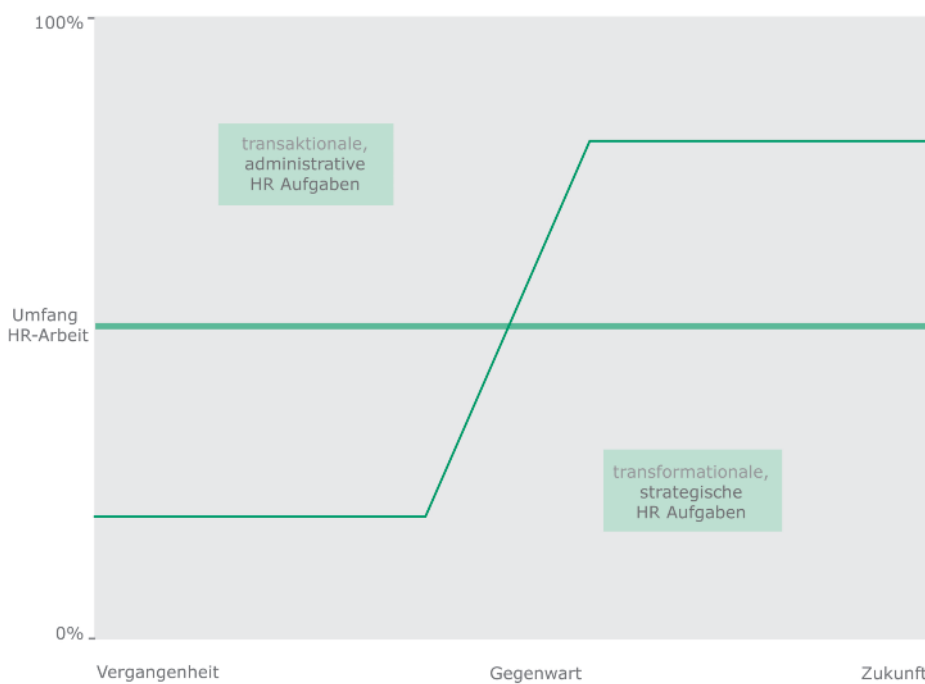 100%
transaktionale,
administrative
HR Aufgaben
Umfang
HR-Arbeit
transformationale,
strategische
HR Aufgaben
0%
Vergangenheit
Gegenwart
Zukunft